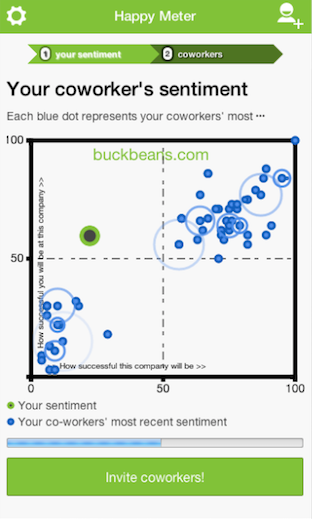 Happy Meter
1 your sentiment 2 coworkers
Your coworker's sentiment
Each blue dot represents your coworkers' most ···
100
buckbeans.com
How successful you will be at this company >>
50
How successful this company will be >>
0 50 100
Your sentiment
Your co-workers' most recent sentiment
Invite coworkers!